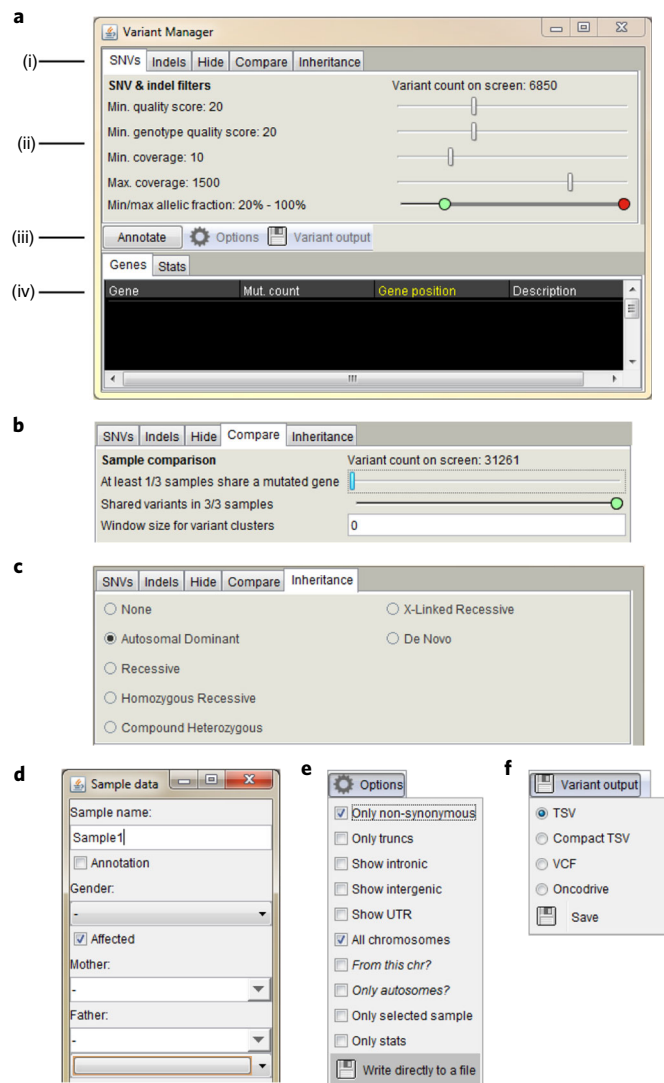 a
Variant Manager
(i)
SNVs Indels Hide Compare Inheritance
SNV & indel filters Variant count on screen: 6850
Min. quality score: 20
(ii)
Min. genotype quality score: 20
Min. coverage: 10
Max. coverage: 1500
Min/max allelic fraction: 20% - 100%
(iii)
Annotate Options Variant output
Genes Stats
(iv)
Gene Mut. count Gene position Description
b
SNVs Indels Hide Compare Inheritance
Sample comparison Variant count on screen: 31261
At least 1/3 samples share a mutated gene
Shared variants in 3/3 samples
Window size for variant clusters 0
c
SNVs Indels Hide Compare Inheritance
None X-Linked Recessive
Autosomal Dominant De Novo
Recessive
Homozygous Recessive
Compound Heterozygous
d
Sample data
Sample name:
Sample1
Annotation
Gender:
-
Affected
Mother:
-
Father:
-
e
Options
Only non-synonymous
Only truncs
Show intronic
Show intergenic
Show UTR
All chromosomes
From this chr?
Only autosomes?
Only selected sample
Only stats
Write directly to a file
f
Variant output
TSV
Compact TSV
VCF
Oncodrive
Save